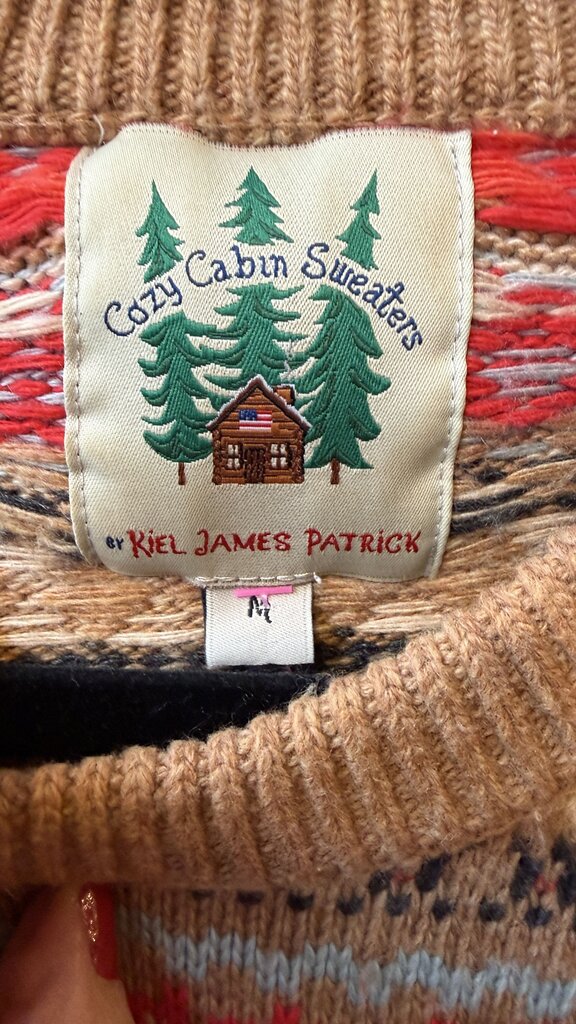 Cozy Cabin Sweaters
BY KIEL JAMES PATRICK
M